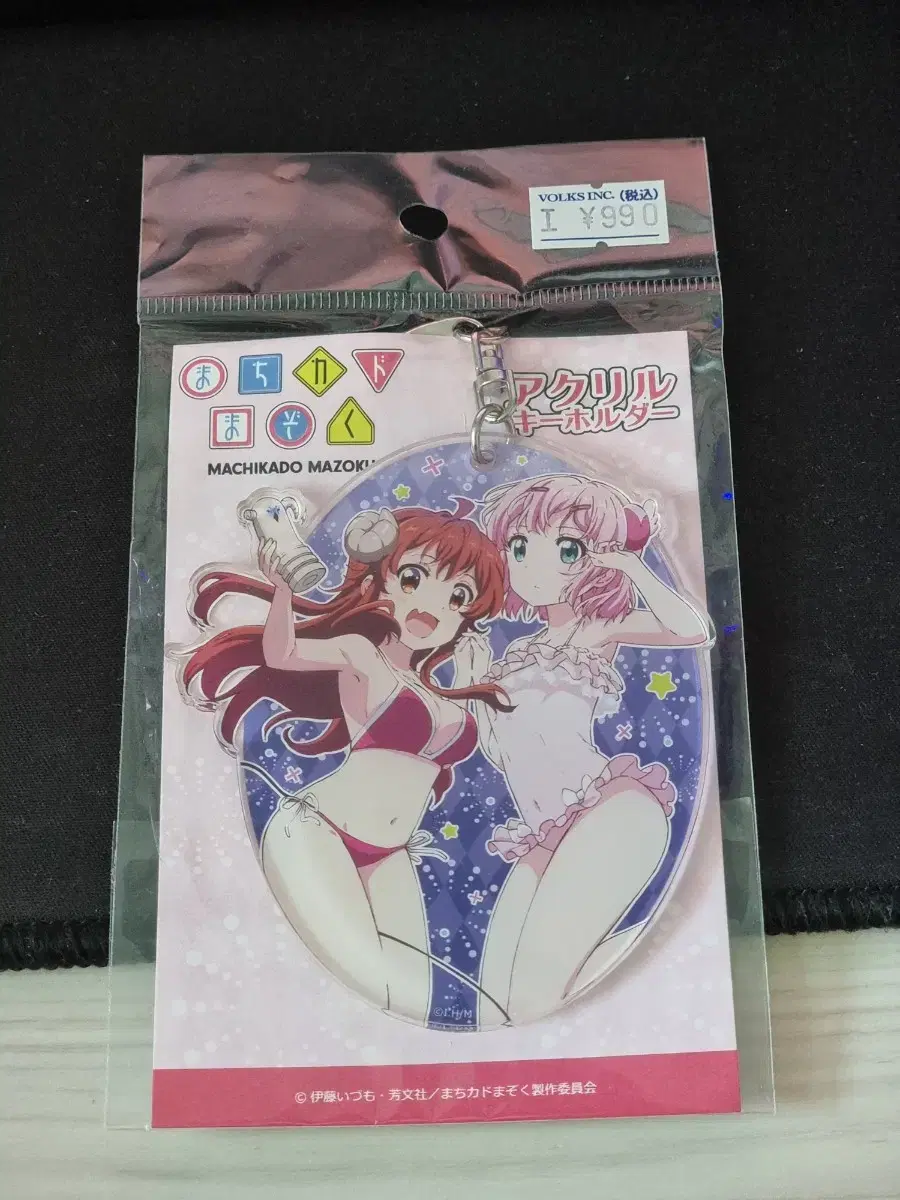 VOLKS INC. (税込)
エ ¥990
まちカド
まぞく
MACHIKADO MAZOKU
アクリル
キーホルダー
©I.H/M
© 伊藤いづも・芳文社/まちカドまぞく製作委員会